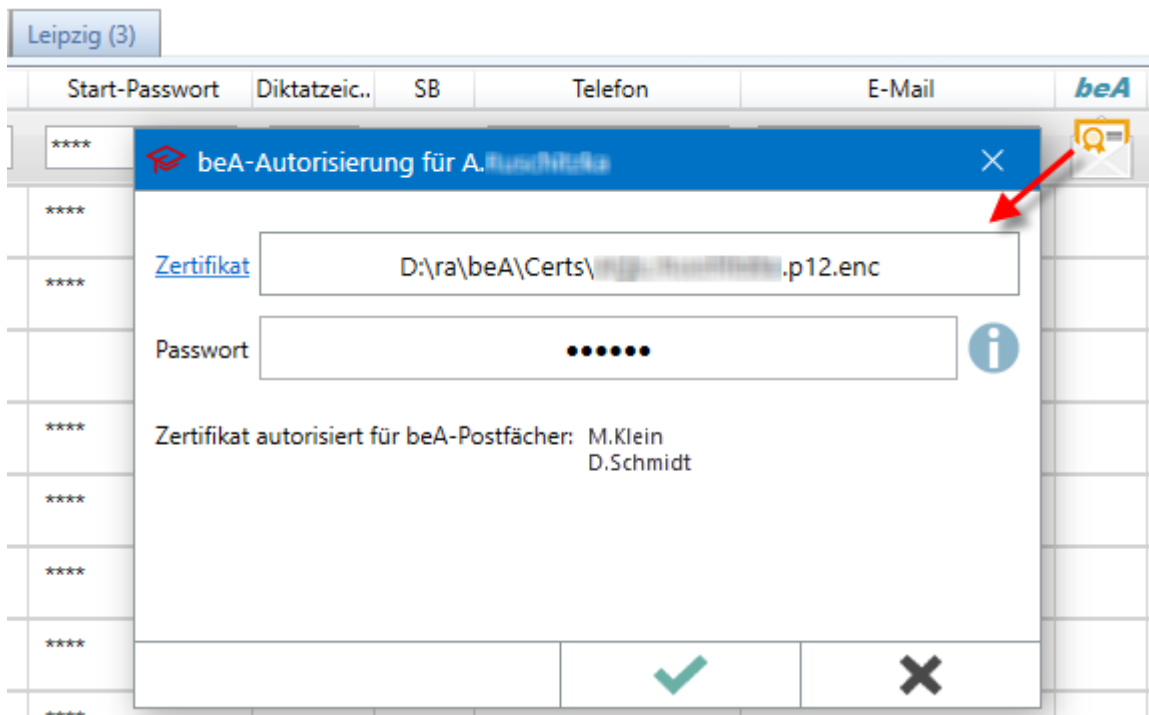 Leipzig (3)
Start-Passwort Diktatzeic.. SB Telefon E-Mail beA
****
beA-Autorisierung für A.
****
Zertifikat D:\ra\beA\Certs\ .p12.enc
****
Passwort ••••••
****
Zertifikat autorisiert für beA-Postfächer: M.Klein
D.Schmidt
****
****
****
****